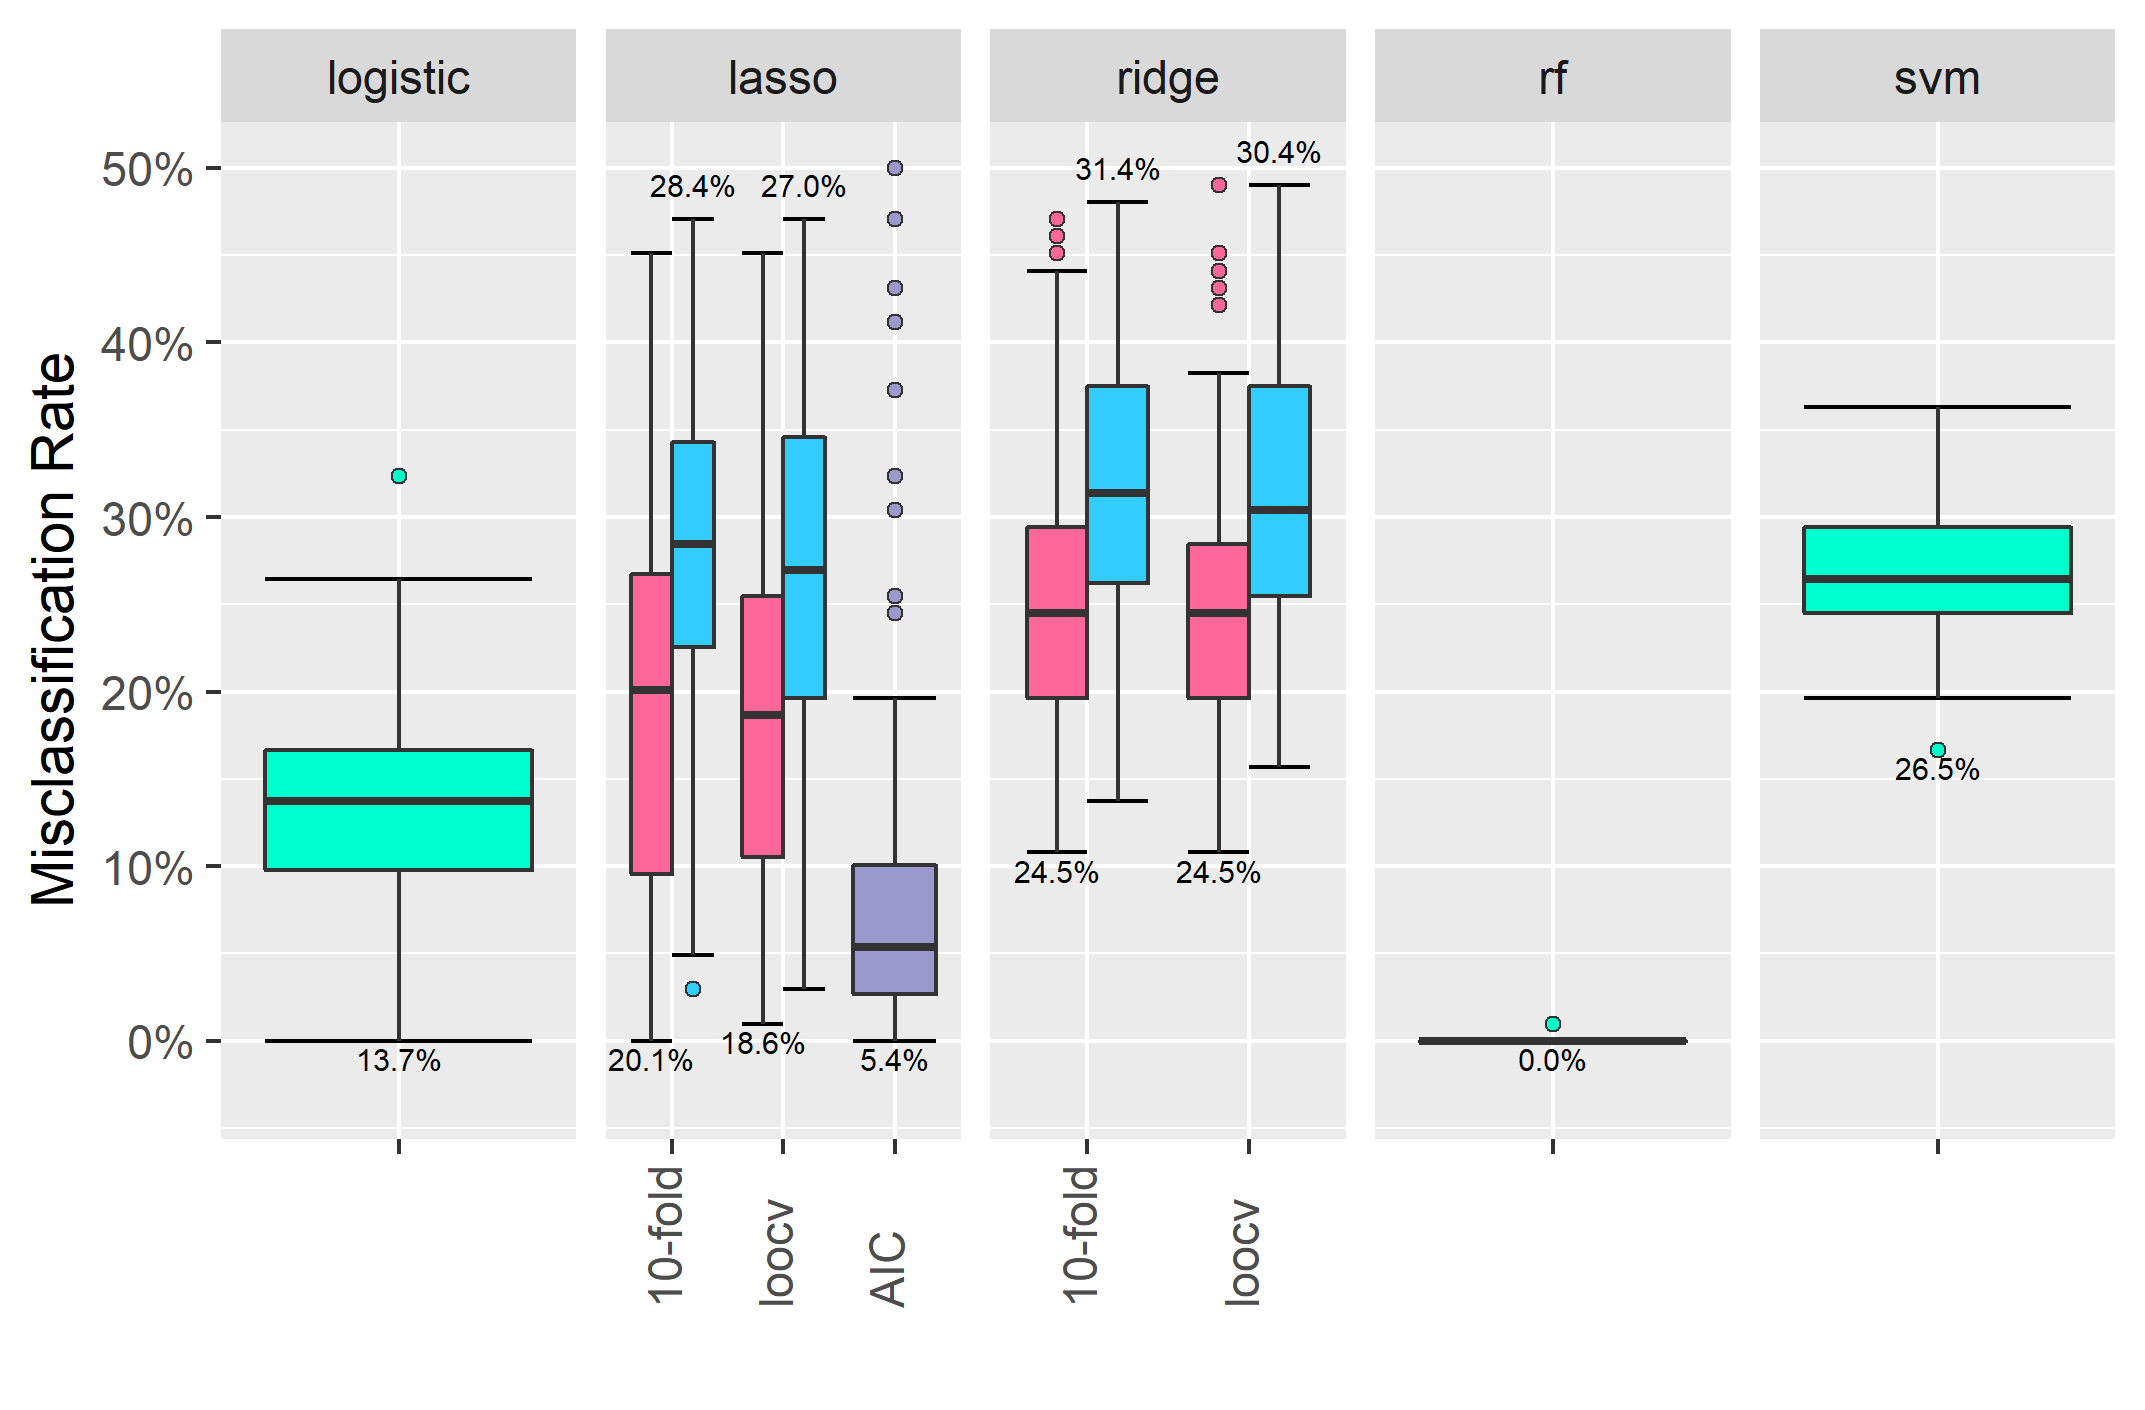 logistic
lasso
ridge
rf
svm
Misclassification Rate
50%
40%
30%
20%
10%
0%
13.7%
28.4%
27.0%
20.1%
18.6%
5.4%
31.4%
30.4%
24.5%
24.5%
0.0%
26.5%
10-fold
loocv
AIC
10-fold
loocv